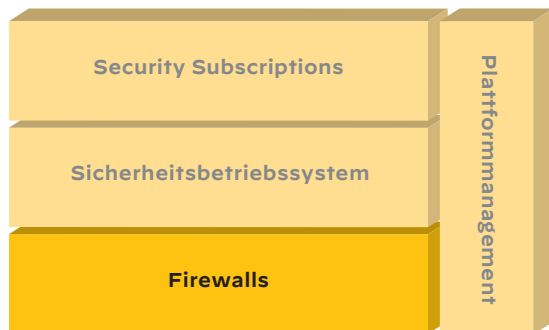 Security Subscriptions
Sicherheitsbetriebssystem
Firewalls
Plattformmanagement